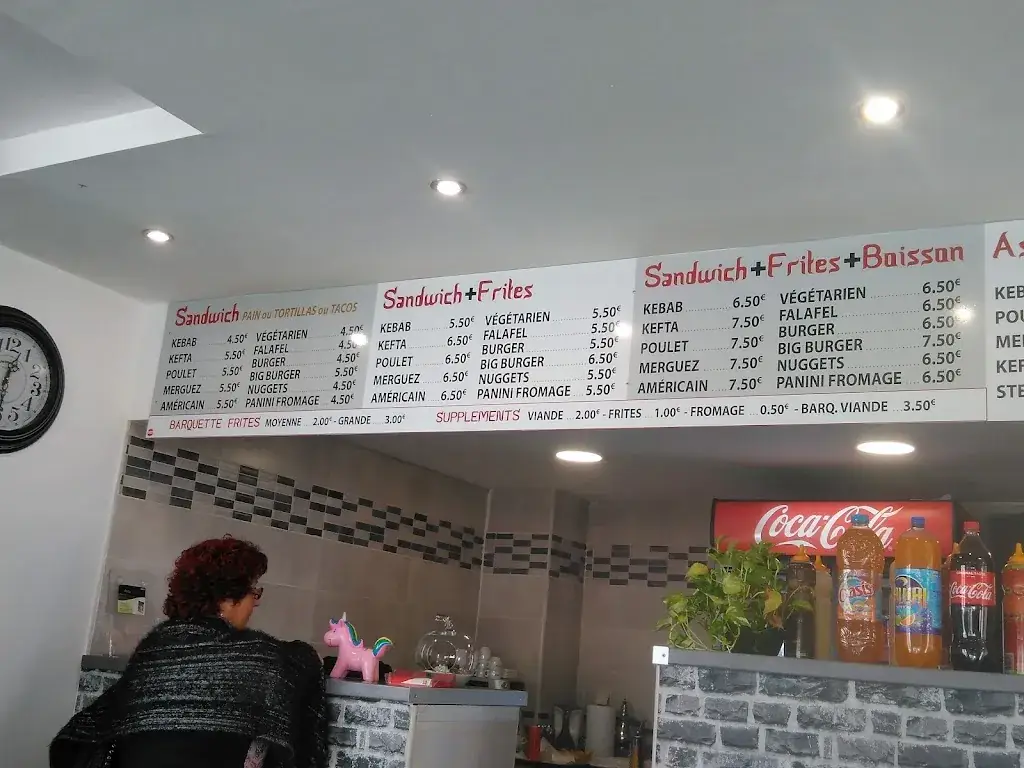 Sandwich PAIN ou TORTILLAS ou TACOS
KEBAB 4.50€
KEFTA 5.50€
POULET 5.50€
MERGUEZ 5.50€
AMÉRICAIN 5.50€
VÉGÉTARIEN 4.50€
FALAFEL 4.50€
BURGER 4.50€
BIG BURGER 5.50€
NUGGETS 4.50€
PANINI FROMAGE 4.50€
Sandwich+Frites
KEBAB 5.50€
KEFTA 6.50€
POULET 6.50€
MERGUEZ 6.50€
AMÉRICAIN 6.50€
VÉGÉTARIEN 5.50€
FALAFEL 5.50€
BURGER 5.50€
BIG BURGER 6.50€
NUGGETS 5.50€
PANINI FROMAGE 5.50€
Sandwich+Frites+Boisson
KEBAB 6.50€
KEFTA 7.50€
POULET 7.50€
MERGUEZ 7.50€
AMÉRICAIN 7.50€
VÉGÉTARIEN 6.50€
FALAFEL 6.50€
BURGER 6.50€
BIG BURGER 7.50€
NUGGETS 6.50€
PANINI FROMAGE 6.50€
BARQUETTE FRITES MOYENNE ...2.00€ - GRANDE ... 3.00€
SUPPLEMENTS VIANDE ...2.00€ - FRITES ...1.00€ - FROMAGE ...0.50€ - BARQ. VIANDE ...3.50€
Coca-Cola
Oasis
Coca-Cola